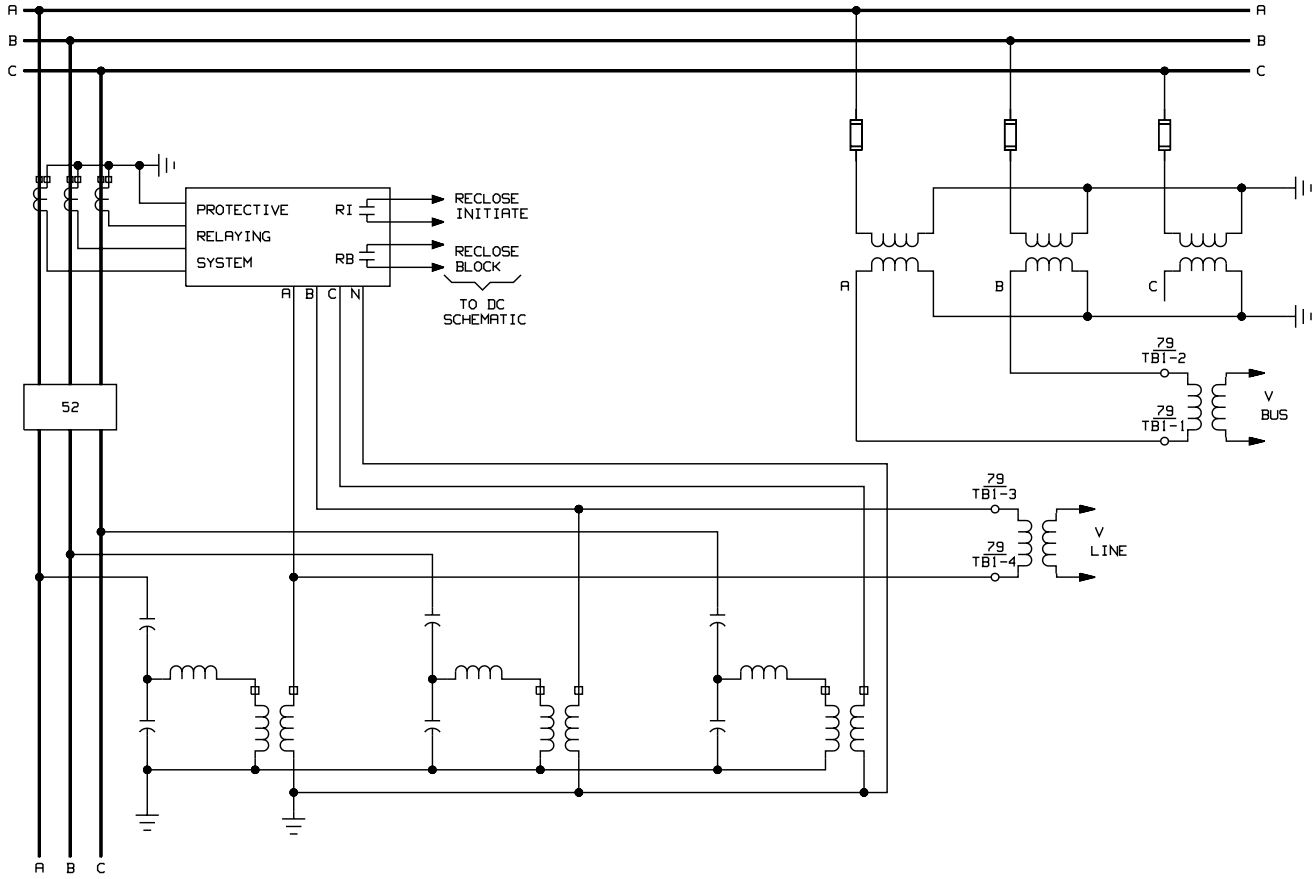 A A
B B
C C
PROTECTIVE
RELAYING
SYSTEM
RI
RB
RECLOSE
INITIATE
RECLOSE
BLOCK
TO DC
SCHEMATIC
A B C N
A B C
79
TB1-2
79
TB1-1
V
BUS
52
79
TB1-3
79
TB1-4
V
LINE
A B C